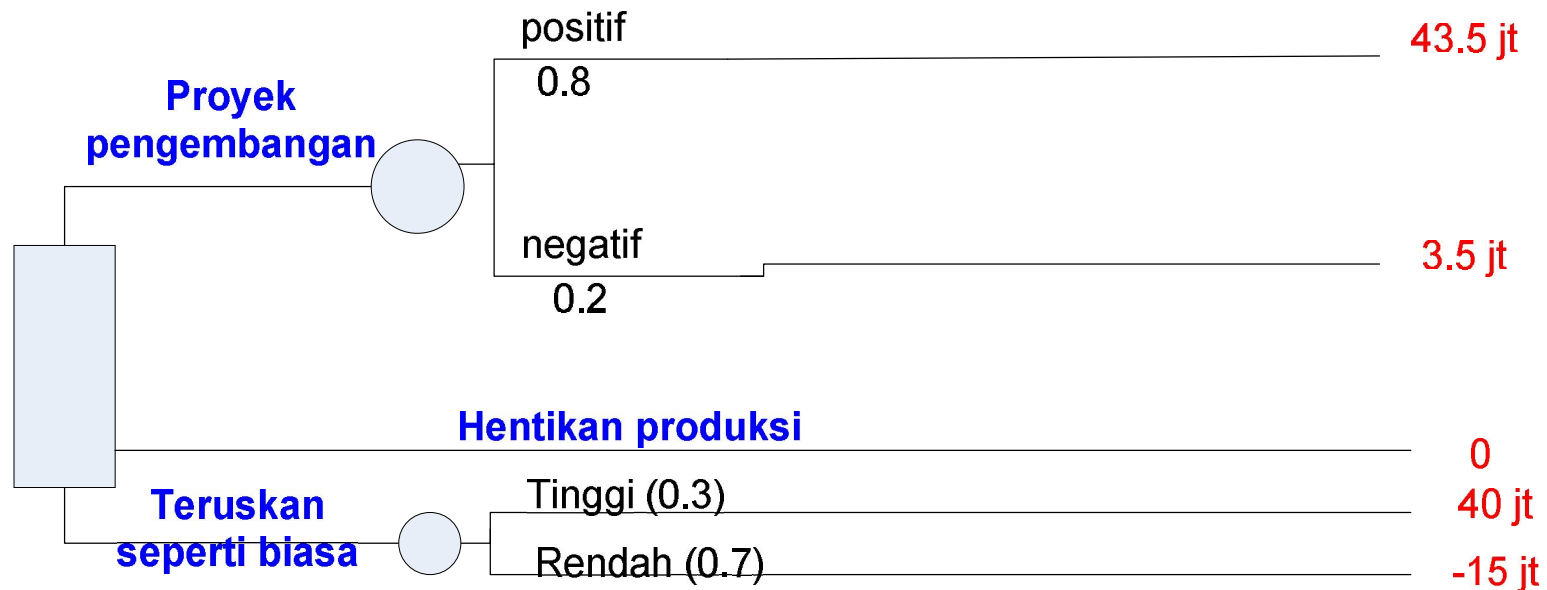 positif
43.5 jt
0.8
Proyek
pengembangan
negatif
3.5 jt
0.2
Hentikan produksi
0
Tinggi (0.3)
40 jt
Teruskan
seperti biasa
Rendah (0.7)
-15 jt